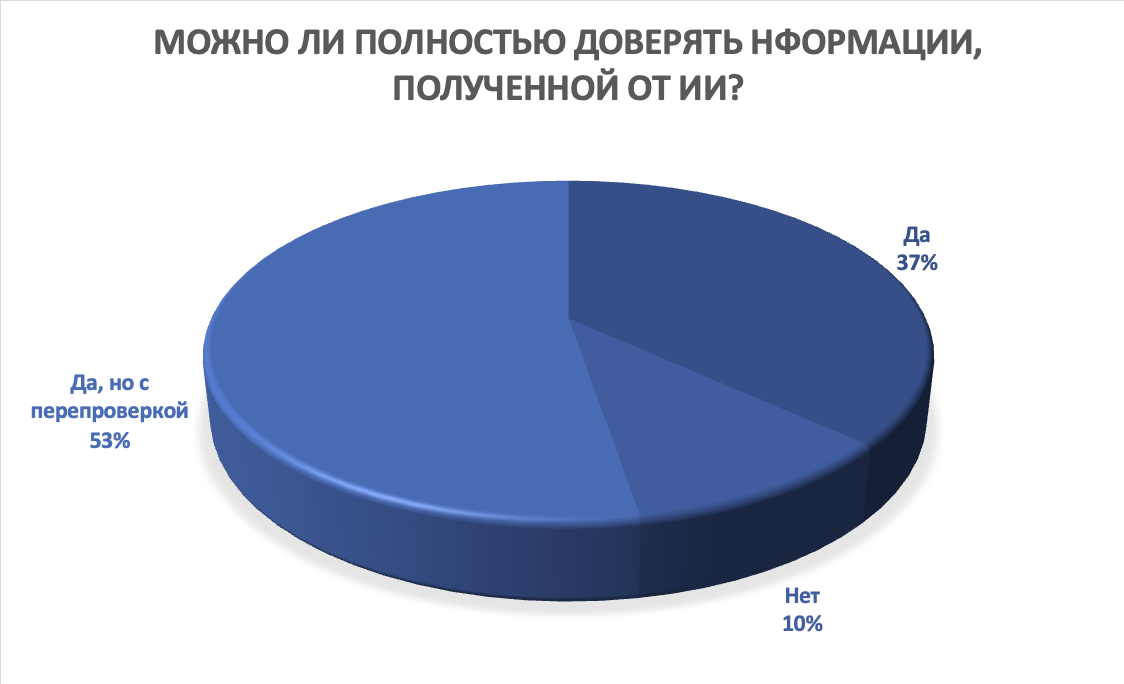 МОЖНО ЛИ ПОЛНОСТЬЮ ДОВЕРЯТЬ НФОРМАЦИИ,
ПОЛУЧЕННОЙ ОТ ИИ?
Да
37%
Да, но с
перепроверкой
53%
Нет
10%